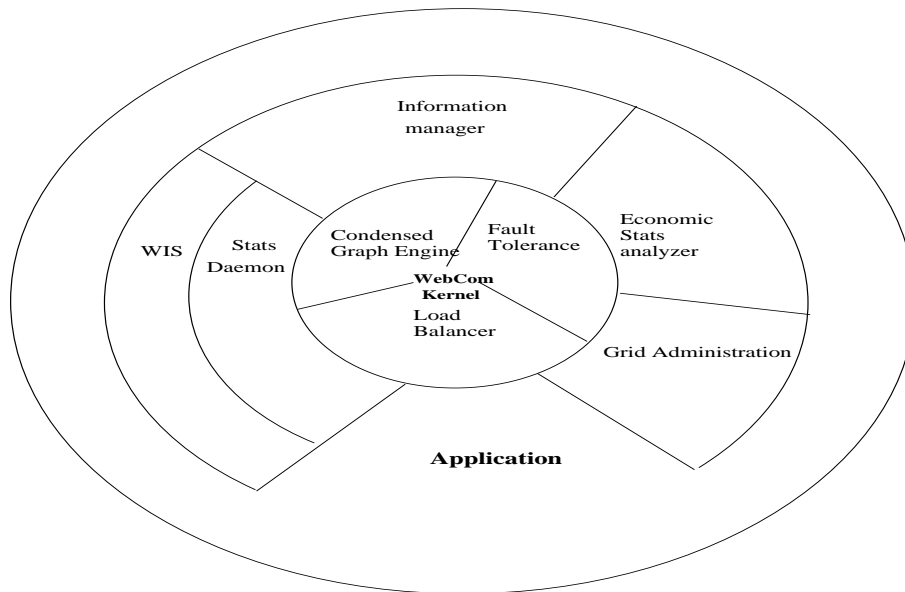 Information
manager
WIS
Stats
Daemon
Condensed
Graph Engine
Fault
Tolerance
Economic
Stats
analyzer
WebCom
Kernel
Load
Balancer
Grid Administration
Application